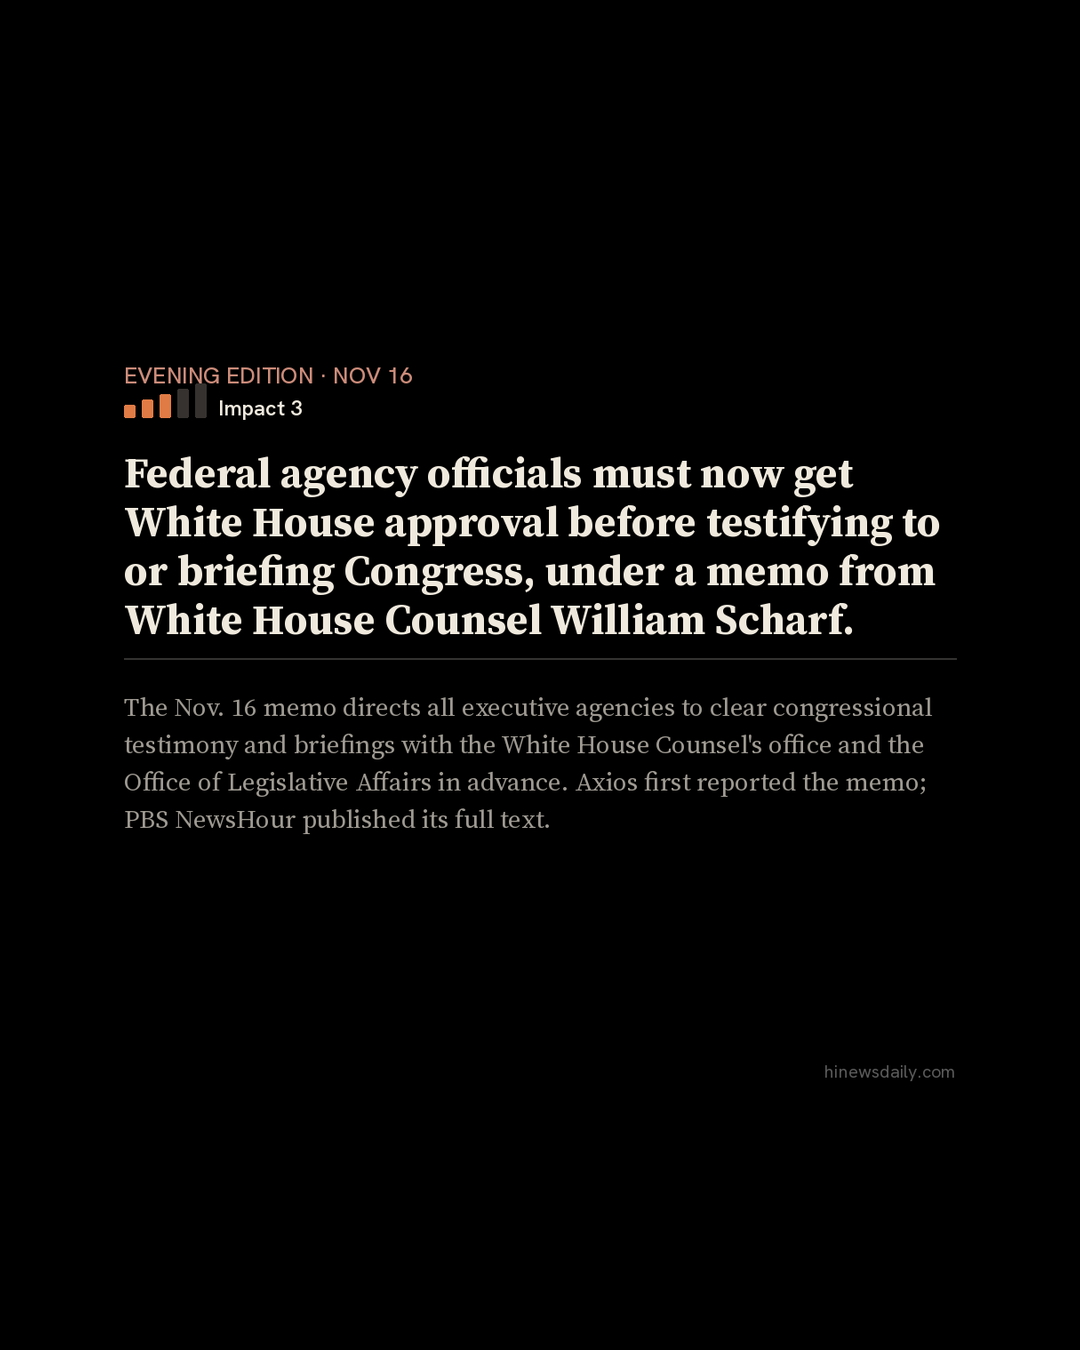 EVENING EDITION · NOV 16
Impact 3
Federal agency officials must now get
White House approval before testifying to
or briefing Congress, under a memo from
White House Counsel William Scharf.
The Nov. 16 memo directs all executive agencies to clear congressional
testimony and briefings with the White House Counsel's office and the
Office of Legislative Affairs in advance. Axios first reported the memo;
PBS NewsHour published its full text.
hinewsdaily.com